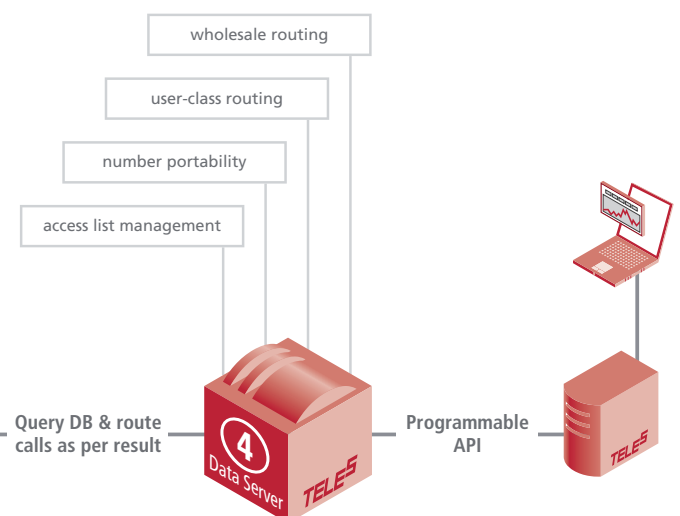 wholesale routing
user-class routing
number portability
access list management
Query DB & route
calls as per result
4
Data Server
TELES
Programmable
API
TELES